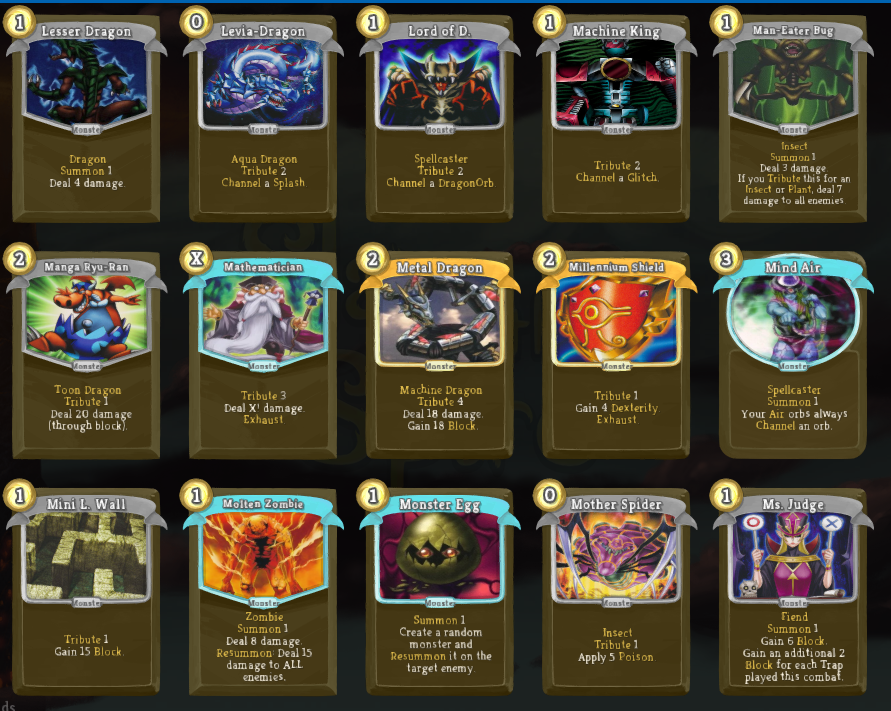 1
Lesser Dragon
Monster
Dragon
Summon 1
Deal 4 damage.
0
Levia-Dragon
Monster
Aqua Dragon
Tribute 2
Channel a Splash
1
Lord of D.
Monster
Spellcaster
Tribute 2
Channel a DragonOrb.
1
Machine King
Monster
Tribute 2
Channel a Glitch.
1
Man-Eater Bug
Monster
Insect
Summon 1
Deal 3 damage
If you Tribute this for an
Insect or Plant, deal 7
damage to all enemies
2
Manga Ryu-Ran
Monster
Toon Dragon
Tribute 1
Deal 20 damage
(through block).
X
Mathematician
Monster
Tribute 3
Deal X! damage.
Exhaust
2
Metal Dragon
Monster
Machine Dragon
Tribute 4
Deal 18 damage.
Gain 18 Block.
2
Millennium Shield
Monster
Tribute 1
Gain 4 Dexterity.
Exhaust.
3
Mind Air
Monster
Spellcaster
Summon 1
Your Air orbs always
Channel an orb.
1
Mini L. Wall
Monster
Tribute 1
Gain 15 Block.
1
Molten Zombie
Monster
Zombie
Summon 1
Deal 8 damage.
Resummon: Deal 15
damage to ALL
enemies.
1
Monster Egg
Monster
Summon 1
Create a random
monster and
Resummon it on the
target enemy.
0
Mother Spider
Monster
Insect
Tribute 1
Apply 5 Poison.
1
Ms. Judge
Monster
Fiend
Summon 1
Gain 6 Block.
Gain an additional 2
Block for each Trap
played this combat.
ds